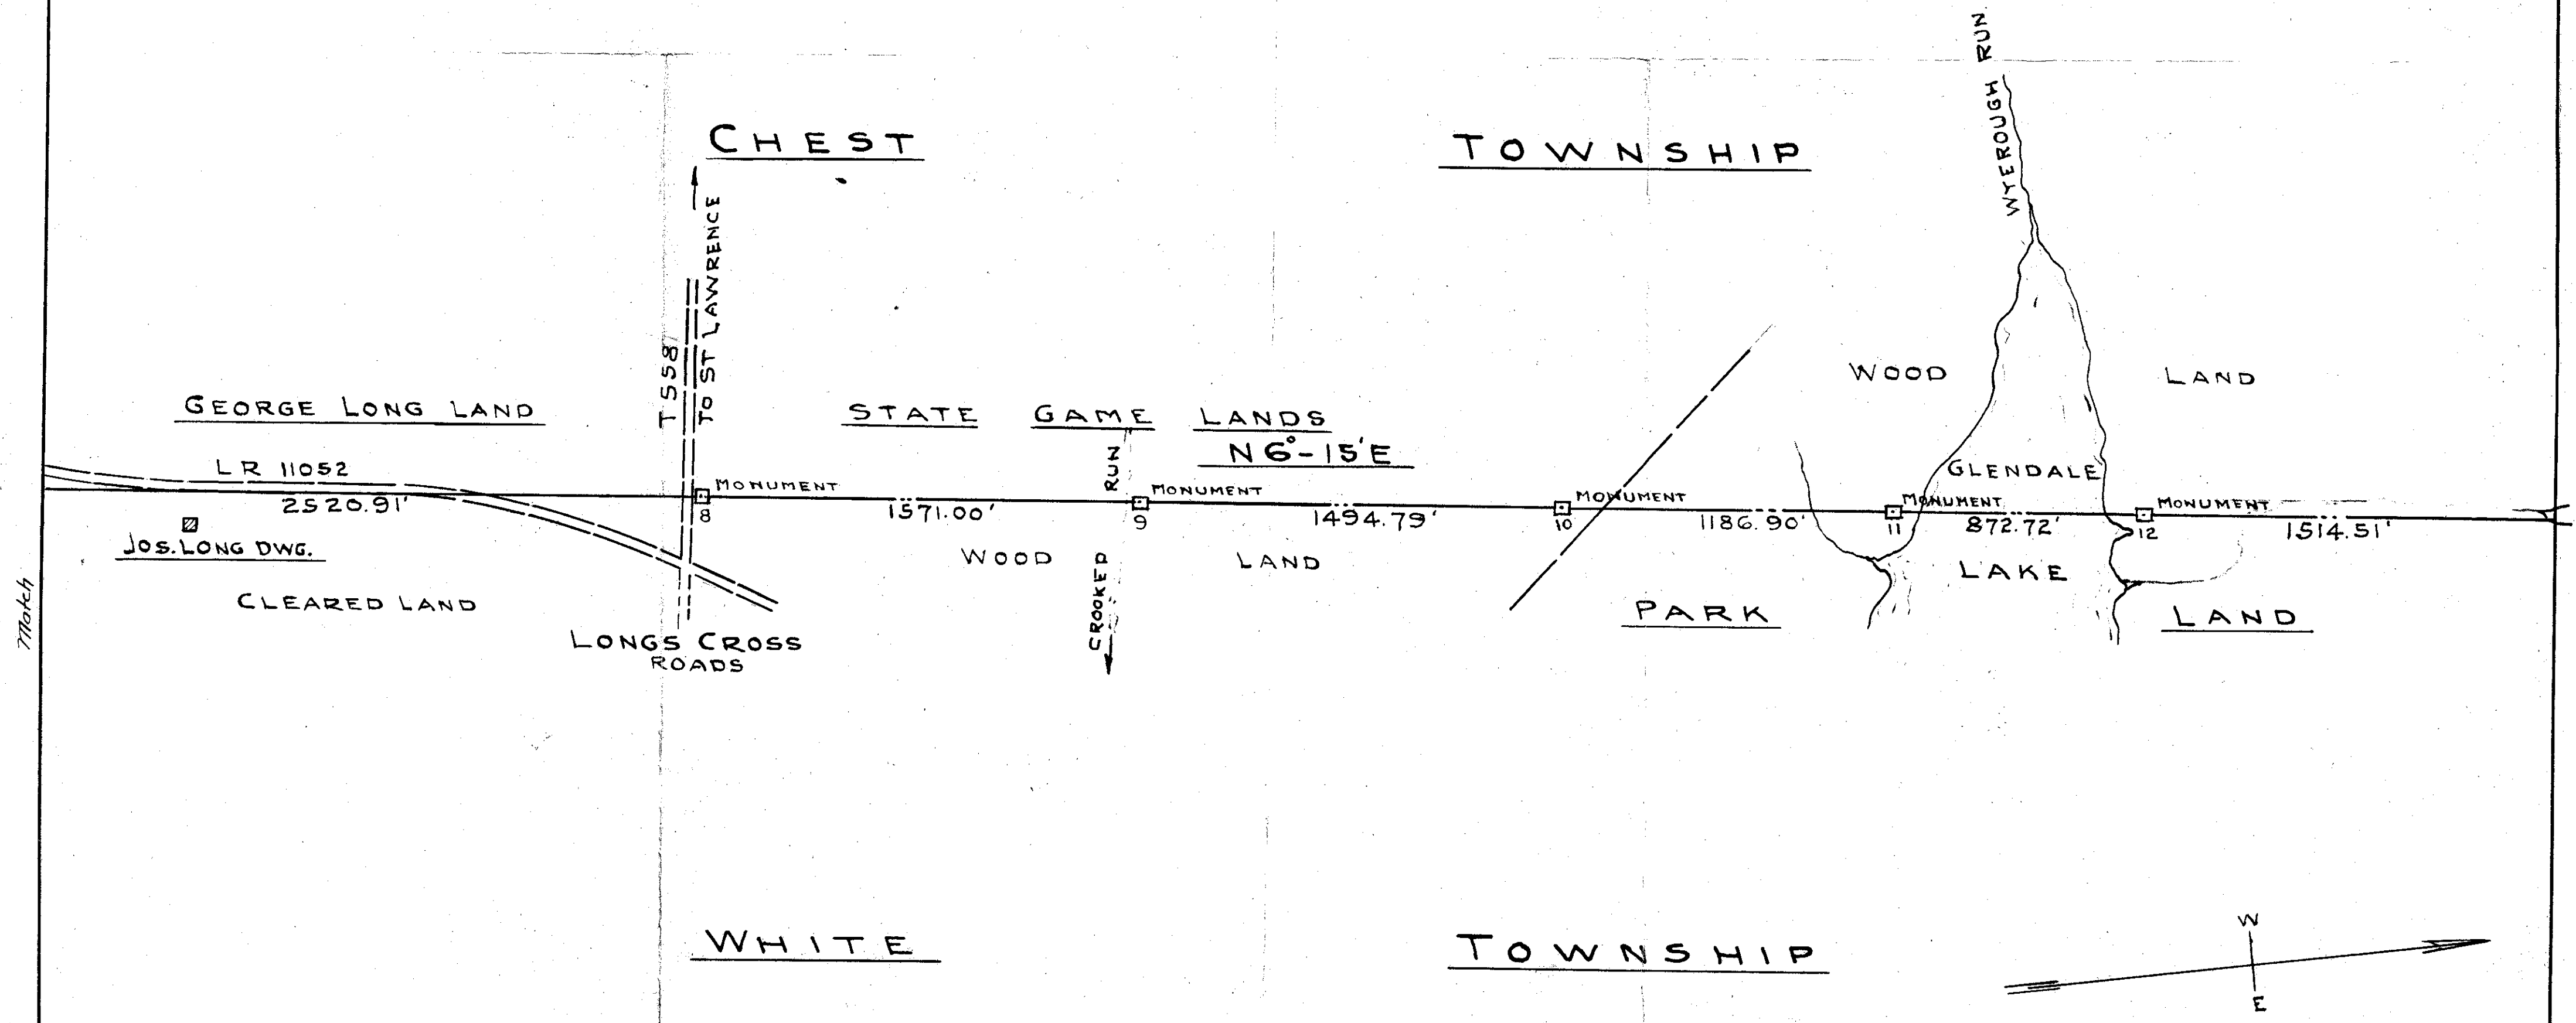 CHEST TOWNSHIP
WYEROUGH RUN
T 558
TO ST LAWRENCE
WOOD LAND
GEORGE LONG LAND
STATE GAME LANDS
N 6°-15' E
LR 11052
RUN
GLENDALE
MONUMENT
MONUMENT
MONUMENT
MONUMENT
MONUMENT
2520.91'
8
1571.00'
9
1494.79'
10
1186.90'
11
872.72'
12
1514.51'
JOS. LONG DWG.
WOOD LAND
LAKE
CROOKED
CLEARED LAND
PARK LAND
Match
LONGS CROSS
ROADS
WHITE TOWNSHIP
W
E